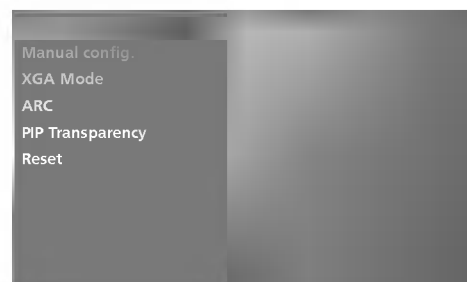 Manual config.
XGA Mode
ARC
PIP Transparency
Reset